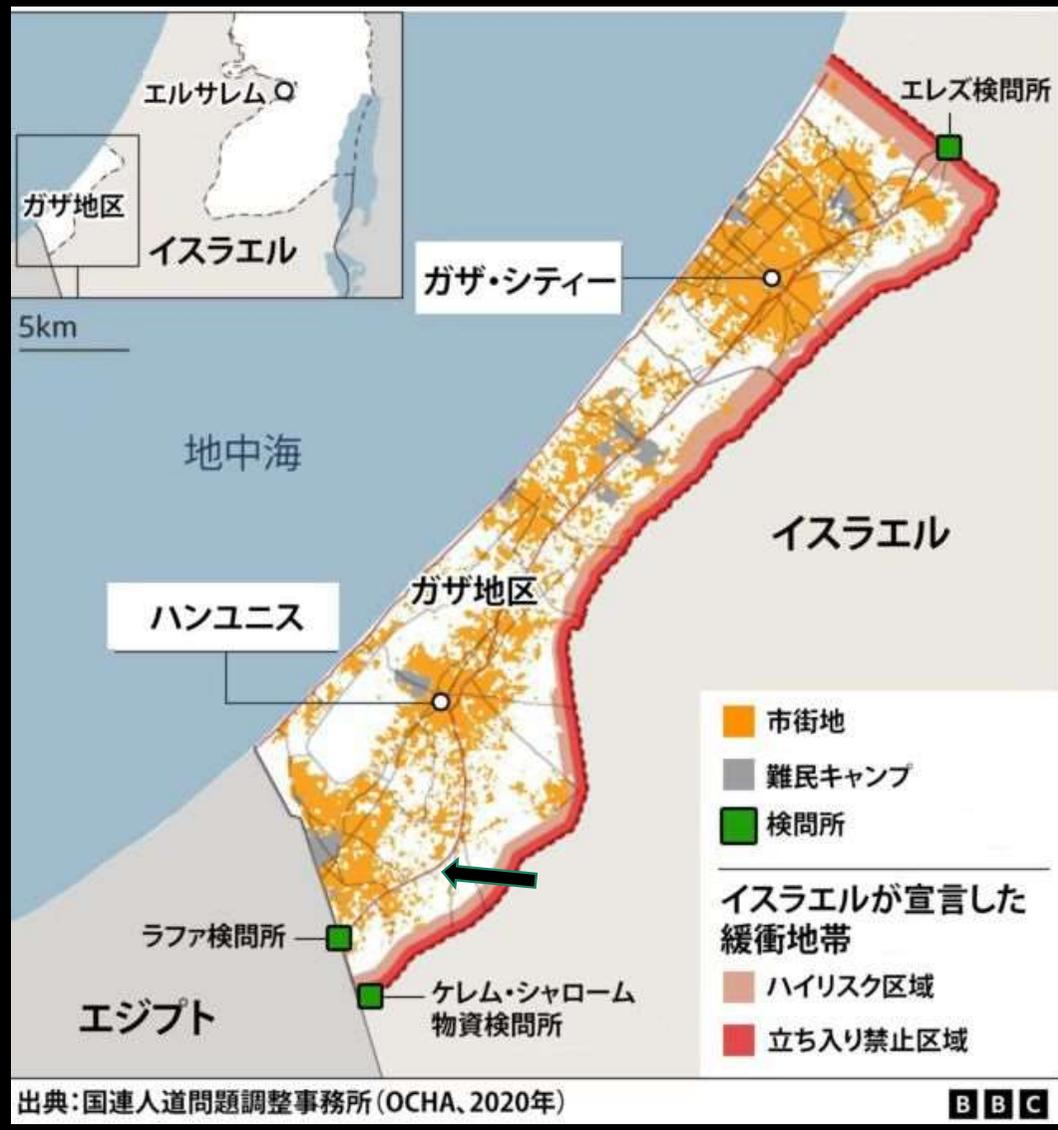 エルサレム
ガザ地区
イスラエル
5km
エレズ検問所
ガザ・シティー
地中海
イスラエル
ガザ地区
ハンユニス
市街地
難民キャンプ
検問所
イスラエルが宣言した
緩衝地帯
ハイリスク区域
立ち入り禁止区域
ラファ検問所
ケレム・シャローム
物資検問所
エジプト
出典：国連人道問題調整事務所（OCHA、2020年）
BBC